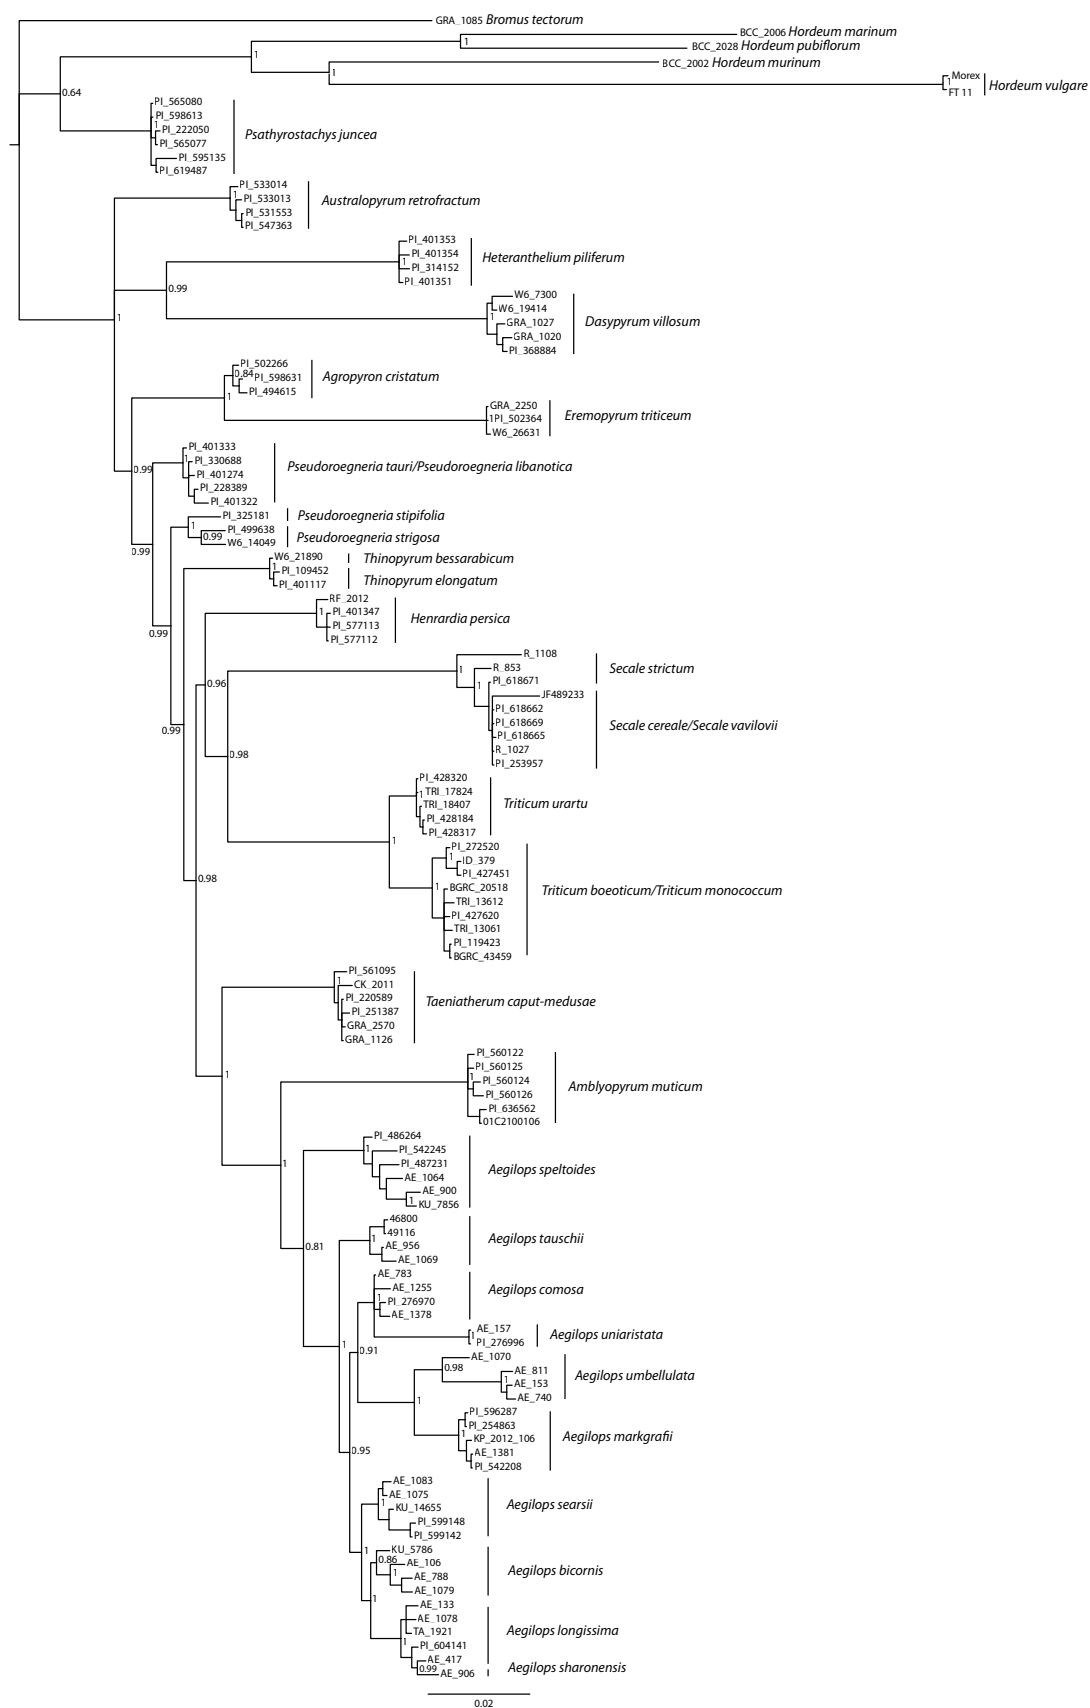 GRA_1085 Bromus tectorum
BCC_2006 Hordeum marinum
1
BCC_2028 Hordeum pubiflorum
1
BCC_2002 Hordeum murinum
1
Morex
1
Hordeum vulgare
FT 11
0.64
PI_565080
PI_598613
1
PI_222050
Psathyrostachys juncea
PI_565077
PI_595135
PI_619487
PI_533014
1
PI_533013
Australopyrum retrofractum
PI_531553
PI_547363
PI_401353
PI_401354
Heteranthelium piliferum
1
PI_314152
PI_401351
0.99
W6_7300
W6_19414
1
GRA_1027
Dasypyrum villosum
GRA_1020
PI_368884
1
PI_502266
0.84
PI_598631
Agropyron cristatum
PI_494615
1
GRA_2250
1
PI_502364
Eremopyrum triticeum
W6_26631
0.99
PI_401333
1
PI_330688
Pseudoroegneria tauri/Pseudoroegneria libanotica
PI_401274
PI_228389
PI_401322
PI_325181
Pseudoroegneria stipifolia
1
PI_499638
0.99
Pseudoroegneria strigosa
W6_14049
0.99
W6_21890
Thinopyrum bessarabicum
1
PI_109452
Thinopyrum elongatum
PI_401117
RF_2012
1
PI_401347
Henrardia persica
PI_577113
PI_577112
0.99
R_1108
1
R_853
Secale strictum
PI_618671
0.96
1
JF489233
PI_618662
PI_618669
Secale cereale/Secale vavilovii
PI_618665
R_1027
PI_253957
0.99
0.98
PI_428320
1
TRI_17824
TRI_18407
Triticum urartu
PI_428184
PI_428317
1
PI_272520
1
ID_379
PI_427451
1
BGRC_20518
Triticum boeoticum/Triticum monococcum
TRI_13612
PI_427620
TRI_13061
PI_119423
BGRC_43459
0.98
PI_561095
1
CK_2011
PI_220589
Taeniatherum caput-medusae
PI_251387
GRA_2570
GRA_1126
1
PI_560122
PI_560125
1
PI_560124
Amblyopyrum muticum
PI_560126
PI_636562
01C2100106
1
PI_486264
1
PI_542245
PI_487231
Aegilops speltoides
AE_1064
AE_900
1
KU_7856
0.81
46800
49116
1
Aegilops tauschii
AE_956
AE_1069
AE_783
AE_1255
Aegilops comosa
1
PI_276970
AE_1378
AE_157
1
Aegilops uniaristata
PI_276996
1
0.91
AE_1070
0.98
AE_811
1
Aegilops umbellulata
AE_153
AE_740
1
PI_596287
PI_254863
1
KP_2012_106
Aegilops markgrafii
AE_1381
PI_542208
0.95
AE_1083
AE_1075
1
KU_14655
Aegilops searsii
PI_599148
PI_599142
1
KU_5786
0.86
AE_106
1
Aegilops bicornis
AE_788
AE_1079
1
AE_133
AE_1078
TA_1921
Aegilops longissima
1
PI_604141
AE_417
0.99
Aegilops sharonensis
AE_906
0.02